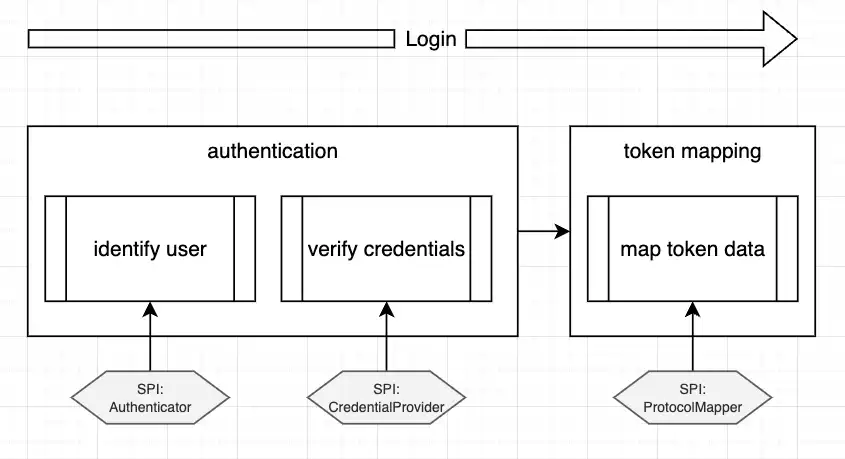 Login
authentication
token mapping
identify user
verify credentials
map token data
SPI:
Authenticator
SPI:
CredentialProvider
SPI:
ProtocolMapper